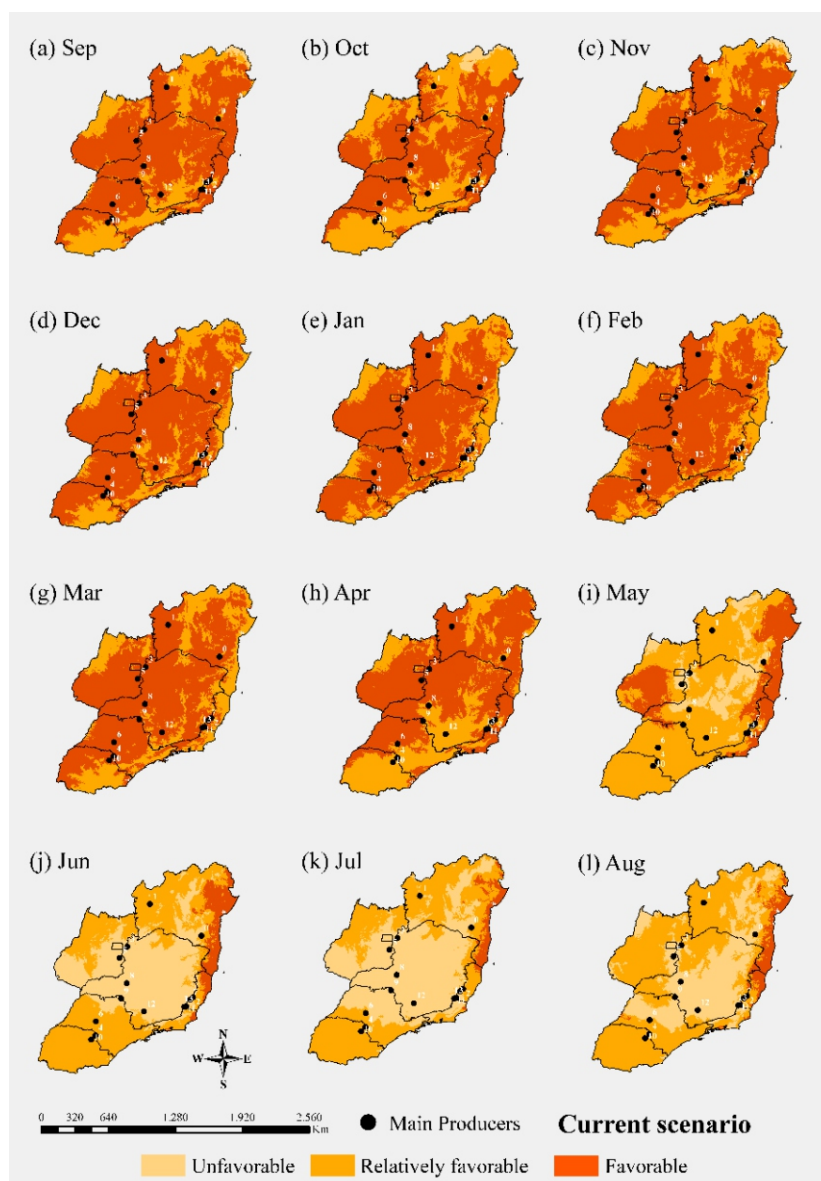 (a) Sep
(b) Oct
(c) Nov
(d) Dec
(e) Jan
(f) Feb
(g) Mar
(h) Apr
(i) May
(j) Jun
(k) Jul
(l) Aug
N
W E
S
0 320 640 1.280 1.920 2.560
Km
Main Producers
Current scenario
Unfavorable
Relatively favorable
Favorable